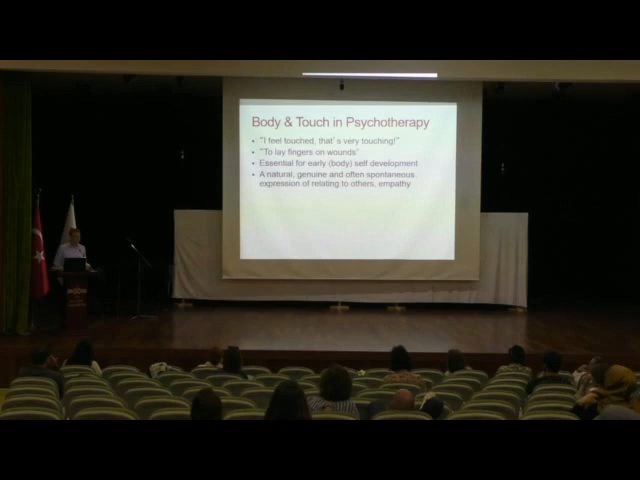 Body & Touch in Psychotherapy
• "I feel touched, that's very touching!"
• "To lay fingers on wounds"
• Essential for early (body) self development
• A natural, genuine and often spontaneous
expression of relating to others, empathy